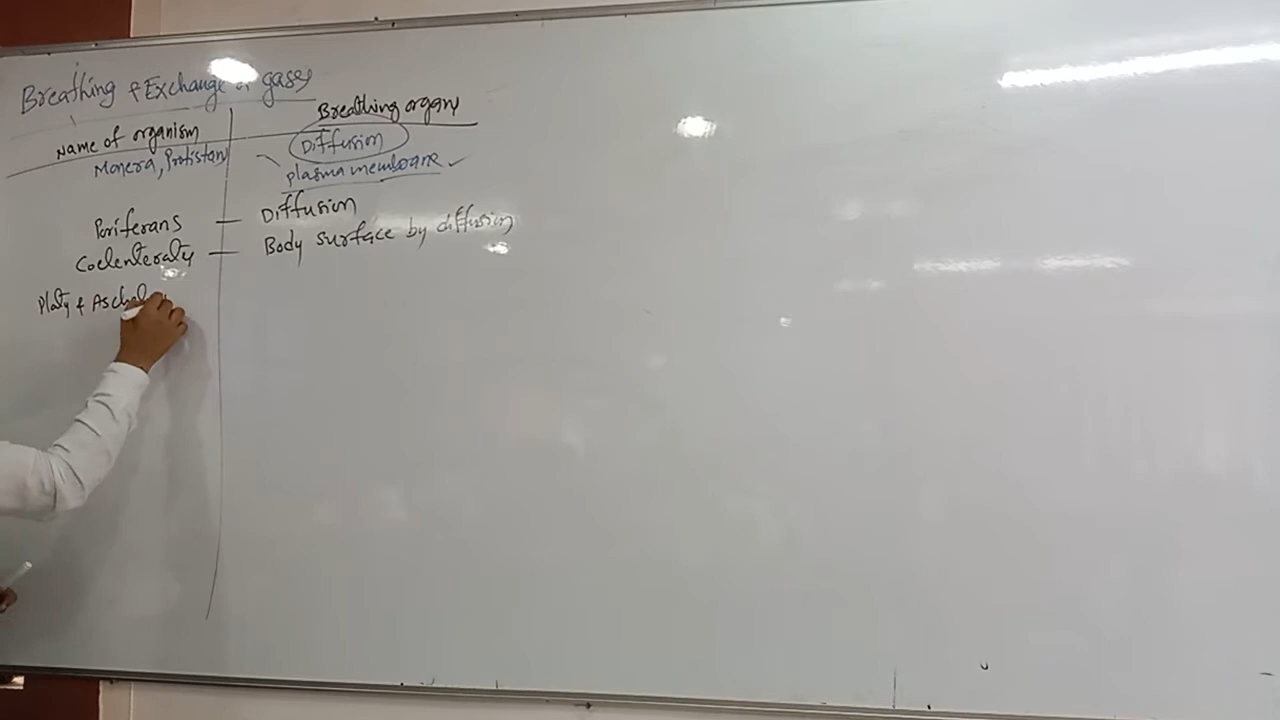 Breathing & Exchange of gases
Name of organism Breathing organs
Monera, Protistans Diffusion
plasma membrane
Poriferans — Diffusion
Coelenterats — Body surface by diffusion
Platy & Aschel